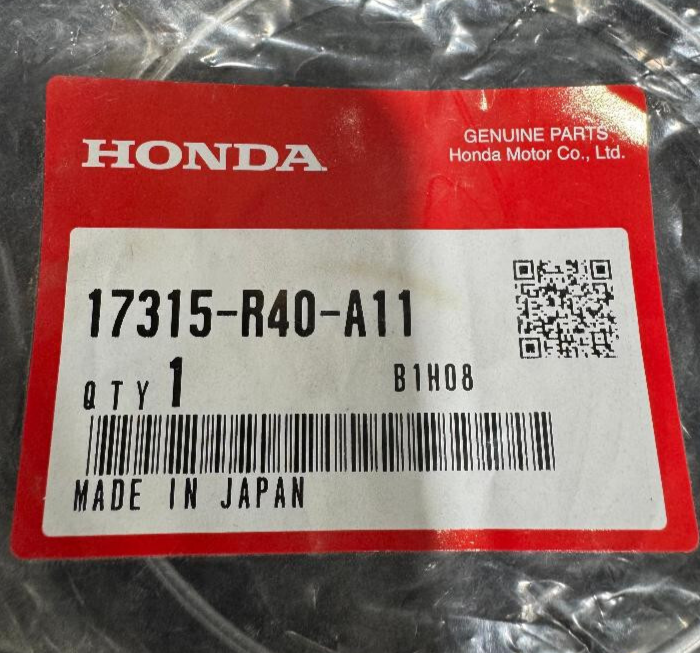 HONDA
GENUINE PARTS
Honda Motor Co., Ltd.
17315-R40-A11
QTY 1
B1H08
MADE IN JAPAN